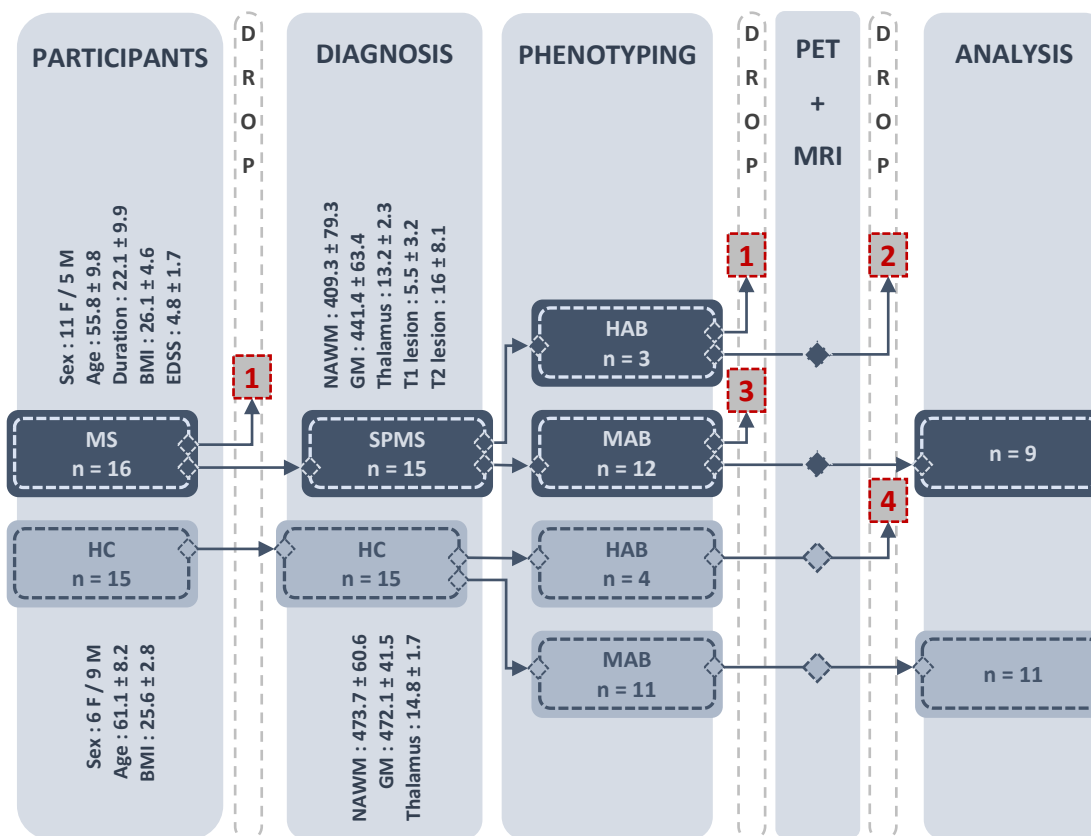 PARTICIPANTS
DROP
DIAGNOSIS
PHENOTYPING
DROP
PET
+
MRI
DROP
ANALYSIS
Sex : 11 F / 5 M
Age : 55.8 ± 9.8
Duration : 22.1 ± 9.9
BMI : 26.1 ± 4.6
EDSS : 4.8 ± 1.7
NAWM : 409.3 ± 79.3
GM : 441.4 ± 63.4
Thalamus : 13.2 ± 2.3
T1 lesion : 5.5 ± 3.2
T2 lesion : 16 ± 8.1
1
2
HAB
n = 3
1
3
MS
n = 16
SPMS
n = 15
MAB
n = 12
n = 9
4
HC
n = 15
HC
n = 15
HAB
n = 4
MAB
n = 11
n = 11
Sex : 6 F / 9 M
Age : 61.1 ± 8.2
BMI : 25.6 ± 2.8
NAWM : 473.7 ± 60.6
GM : 472.1 ± 41.5
Thalamus : 14.8 ± 1.7